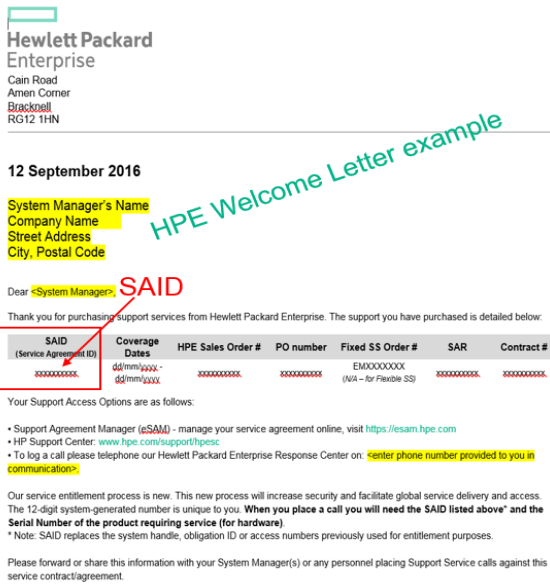 Hewlett Packard
Enterprise
Cain Road
Amen Corner
Bracknell
RG12 1HN
HPE Welcome Letter example
12 September 2016
System Manager's Name
Company Name
Street Address
City, Postal Code
Dear <System Manager>,
SAID
Thank you for purchasing support services from Hewlett Packard Enterprise. The support you have purchased is detailed below:
SAID Coverage HPE Sales Order # PO number Fixed SS Order # SAR Contract #
(Service Agreement ID) Dates
xxxxxxxxxx dd/mm/yyyy - xxxxxxxxxx xxxxxxxxxx EMXXXXXXX xxxxxxxxxx xxxxxxxxxx
dd/mm/yyyy (N/A – for Flexible SS)
Your Support Access Options are as follows:
• Support Agreement Manager (eSAM) - manage your service agreement online, visit https://esam.hpe.com
• HP Support Center: www.hpe.com/support/hpesc
• To log a call please telephone our Hewlett Packard Enterprise Response Center on: <enter phone number provided to you in
communication>.
Our service entitlement process is new. This new process will increase security and facilitate global service delivery and access.
The 12-digit system-generated number is unique to you. When you place a call you will need the SAID listed above* and the
Serial Number of the product requiring service (for hardware).
* Note: SAID replaces the system handle, obligation ID or access numbers previously used for entitlement purposes.
Please forward or share this information with your System Manager(s) or any personnel placing Support Service calls against this
service contract/agreement.